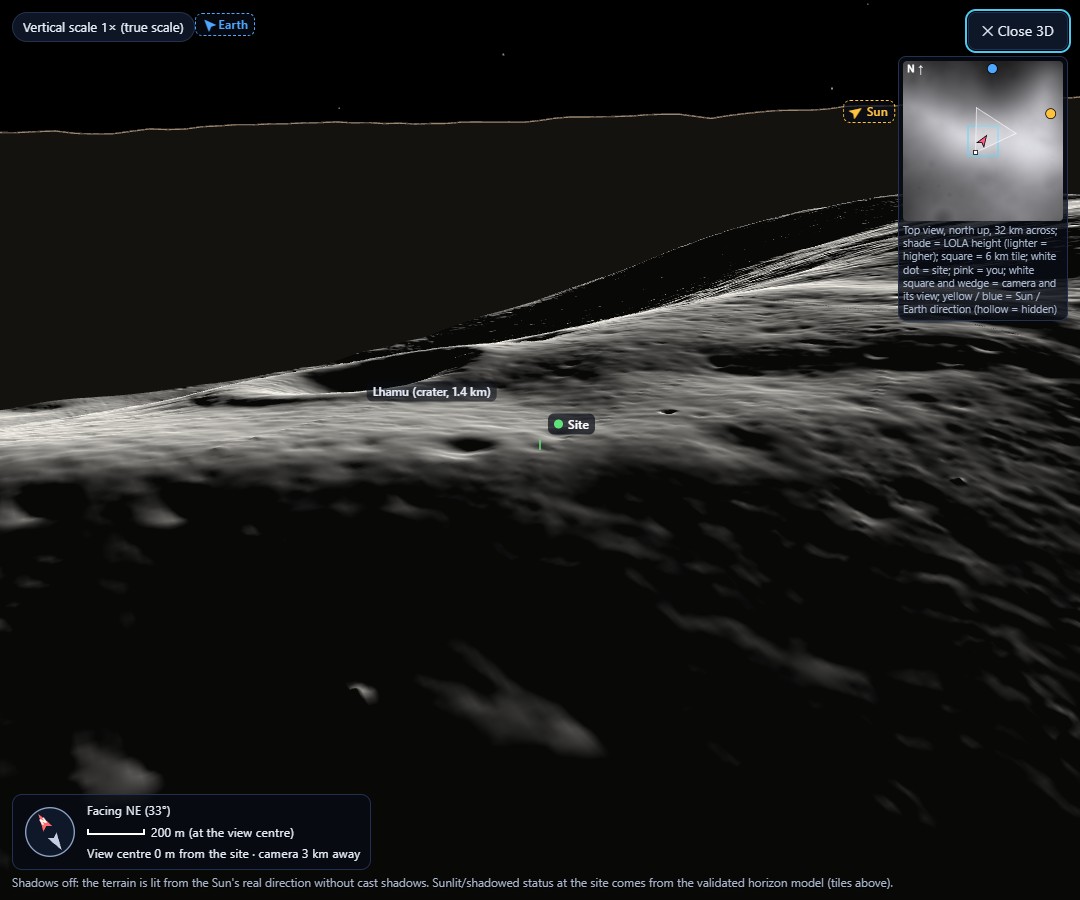 Vertical scale 1× (true scale)
Earth
× Close 3D
N ↑
Sun
Top view, north up, 32 km across;
shade = LOLA height (lighter =
higher); square = 6 km tile; white
dot = site; pink = you; white
square and wedge = camera and
its view; yellow / blue = Sun /
Earth direction (hollow = hidden)
Lhamu (crater, 1.4 km)
Site
Facing NE (33°)
200 m (at the view centre)
View centre 0 m from the site · camera 3 km away
Shadows off: the terrain is lit from the Sun's real direction without cast shadows. Sunlit/shadowed status at the site comes from the validated horizon model (tiles above).